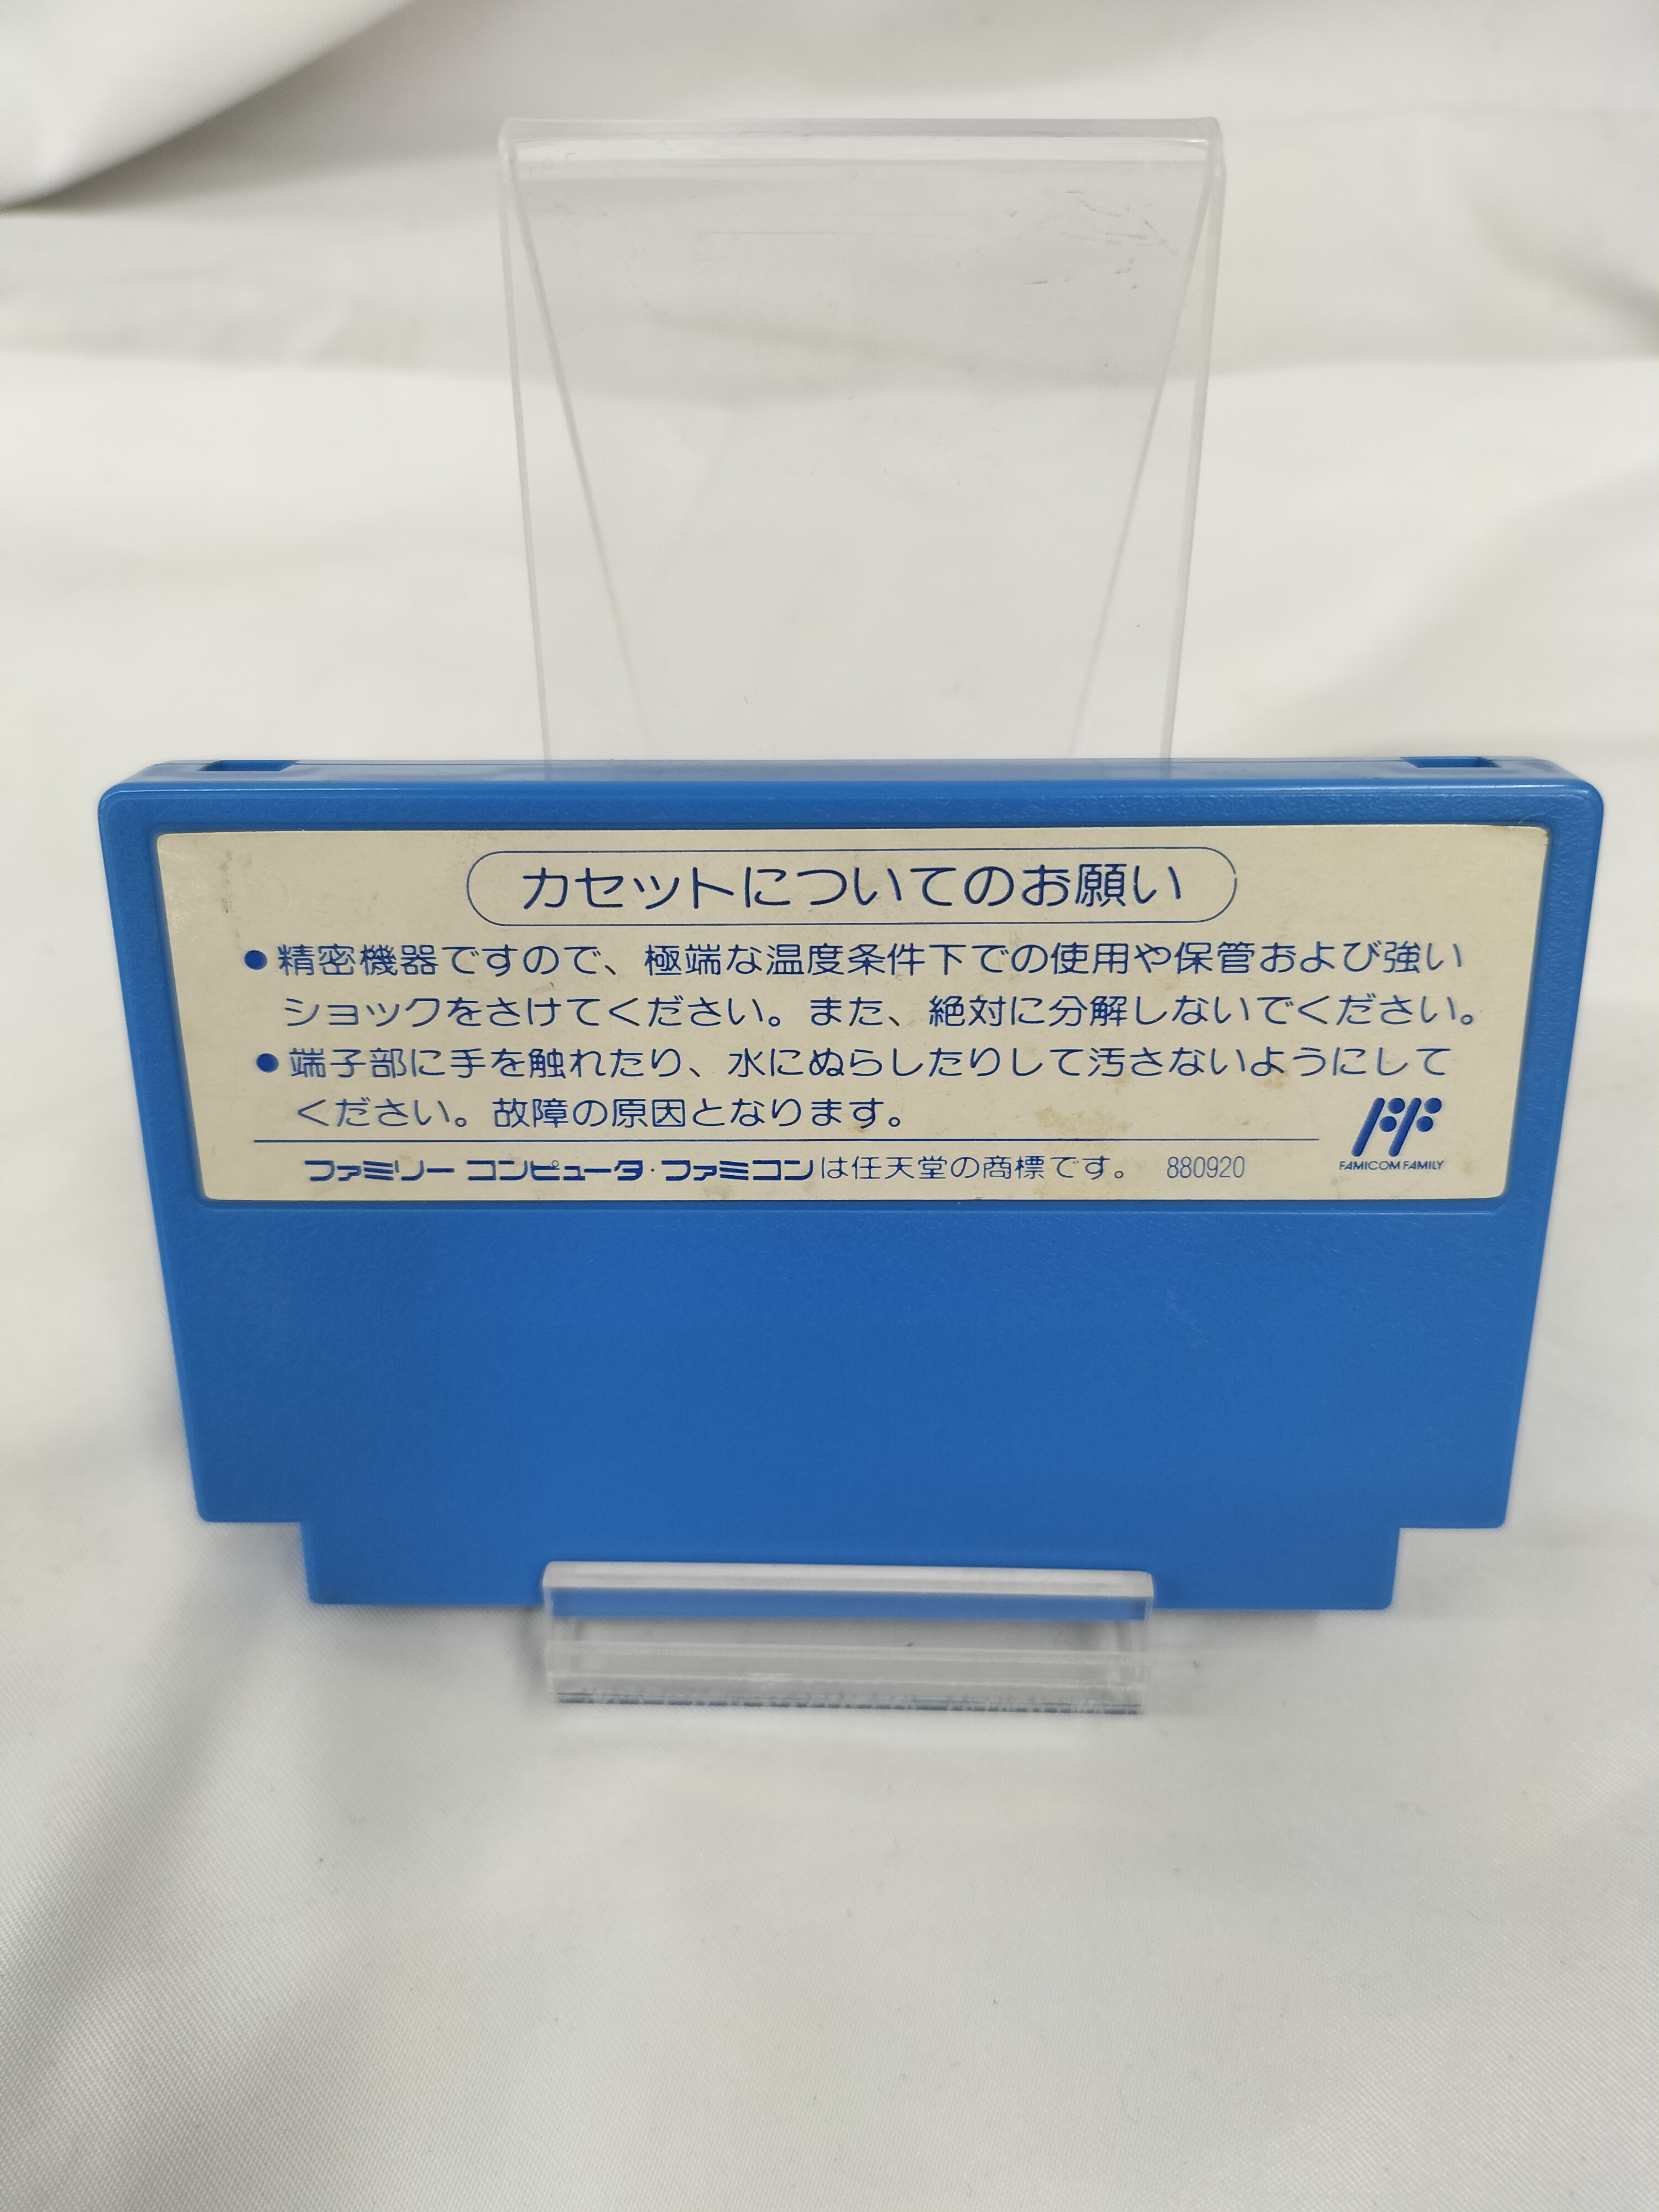 カセットについてのお願い
●精密機器ですので、極端な温度条件下での使用や保管および強い
ショックをさけてください。また、絶対に分解しないでください。
●端子部に手を触れたり、水にぬらしたりして汚さないようにして
ください。故障の原因となります。
ファミリー コンピュータ・ファミコンは任天堂の商標です。 880920
FF
FAMICOM FAMILY